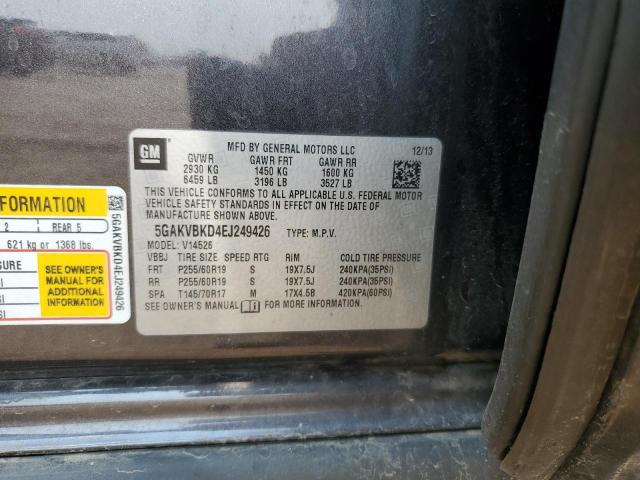 GM
MFD BY GENERAL MOTORS LLC 12/13
GVWR GAWR FRT GAWR RR
2930 KG 1450 KG 1600 KG
6459 LB 3196 LB 3527 LB
THIS VEHICLE CONFORMS TO ALL APPLICABLE U.S. FEDERAL MOTOR
VEHICLE SAFETY STANDARDS IN EFFECT ON THE DATE OF
MANUFACTURE SHOWN ABOVE.
5GAKVBKD4EJ249426 TYPE: M.P.V.
MODEL: V14526
VBBJ TIRE SIZE SPEED RTG RIM COLD TIRE PRESSURE
FRT P255/60R19 S 19X7.5J 240KPA(35PSI)
RR P255/60R19 S 19X7.5J 240KPA(35PSI)
SPA T145/70R17 M 17X4.5B 420KPA(60PSI)
SEE OWNER'S MANUAL FOR MORE INFORMATION.
FORMATION
2 REAR 5
621 kg or 1368 lbs.
SURE
SEE OWNER'S
MANUAL FOR
ADDITIONAL
INFORMATION
5GAKVBKD4EJ249426